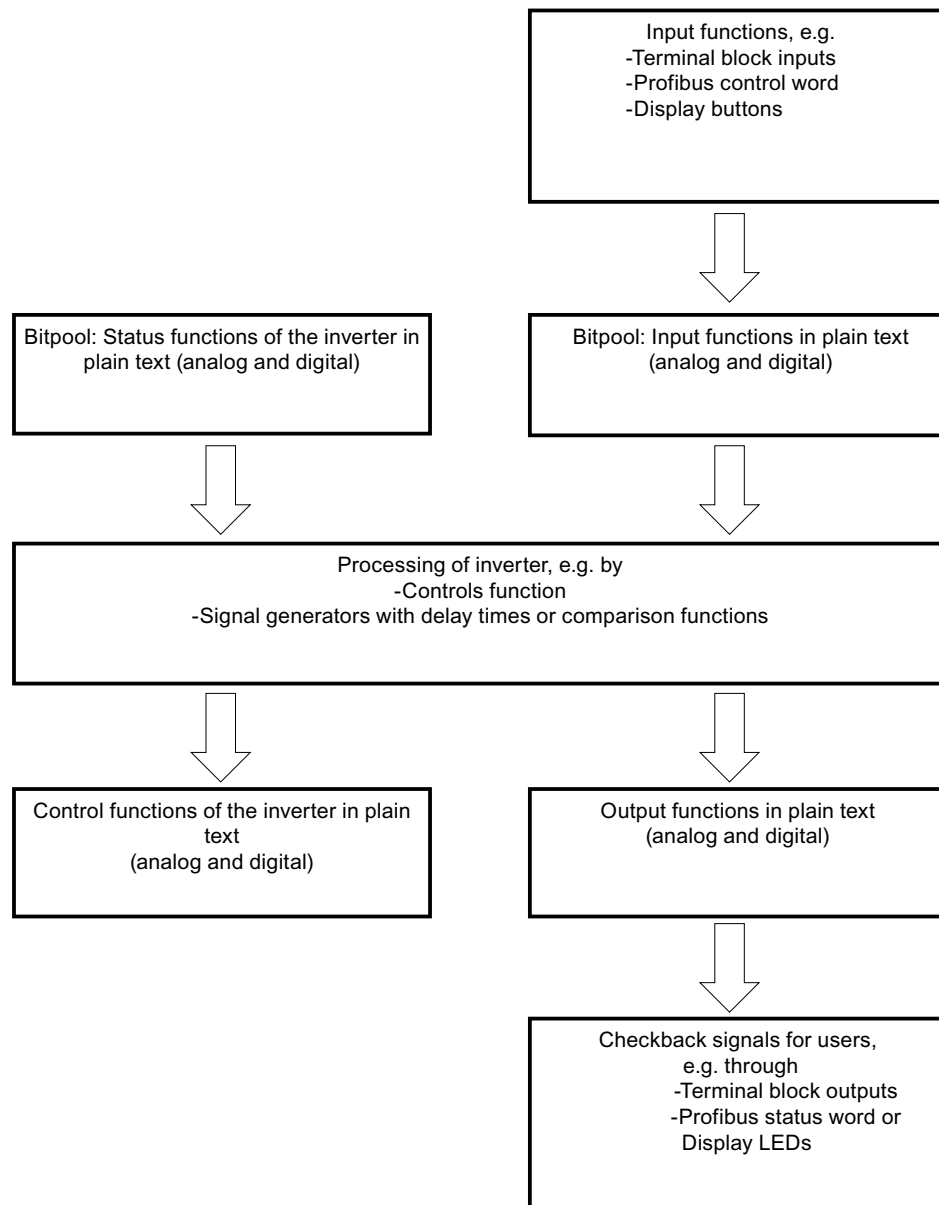 Input functions, e.g.
-Terminal block inputs
-Profibus control word
-Display buttons
Bitpool: Status functions of the inverter in
plain text (analog and digital)
Bitpool: Input functions in plain text
(analog and digital)
Processing of inverter, e.g. by
-Controls function
-Signal generators with delay times or comparison functions
Control functions of the inverter in plain
text
(analog and digital)
Output functions in plain text
(analog and digital)
Checkback signals for users,
e.g. through
-Terminal block outputs
-Profibus status word or
Display LEDs